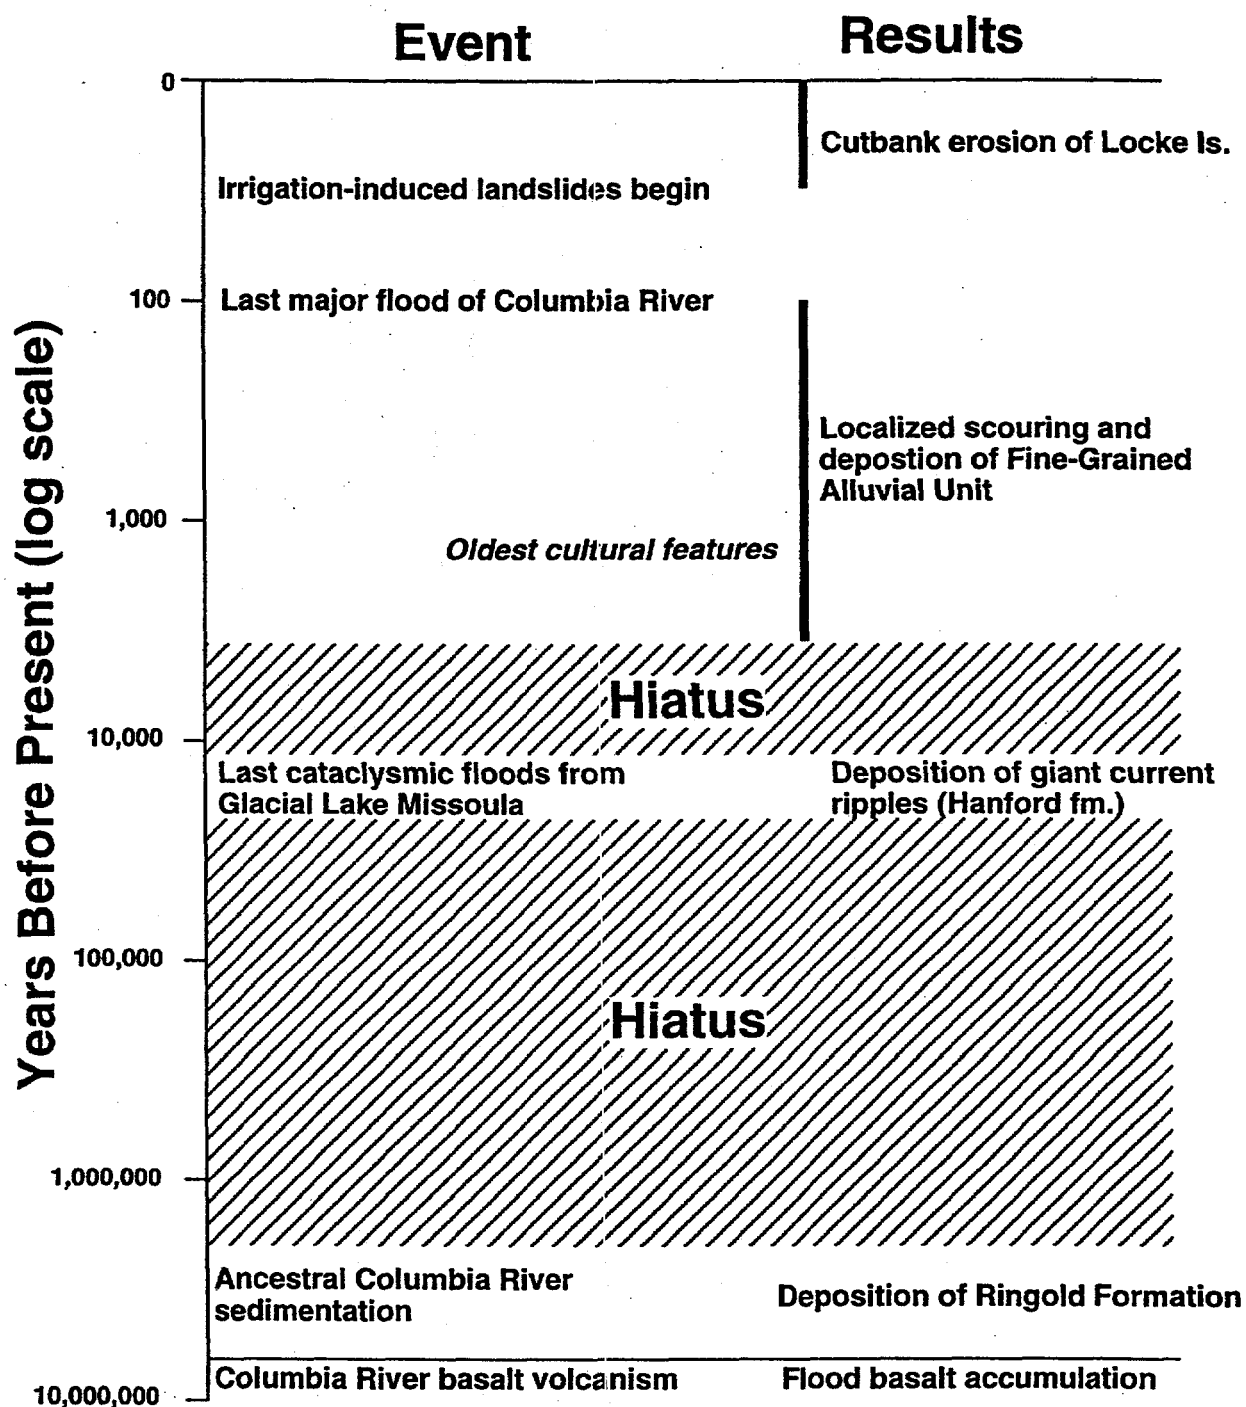 Event
Results
0
Cutbank erosion of Locke Is.
Irrigation-induced landslides begin
100
Last major flood of Columbia River
Localized scouring and
depostion of Fine-Grained
Alluvial Unit
1,000
Oldest cultural features
Hiatus
10,000
Last cataclysmic floods from
Glacial Lake Missoula
Deposition of giant current
ripples (Hanford fm.)
100,000
Hiatus
1,000,000
Ancestral Columbia River
sedimentation
Deposition of Ringold Formation
Columbia River basalt volcanism
Flood basalt accumulation
10,000,000
Years Before Present (log scale)